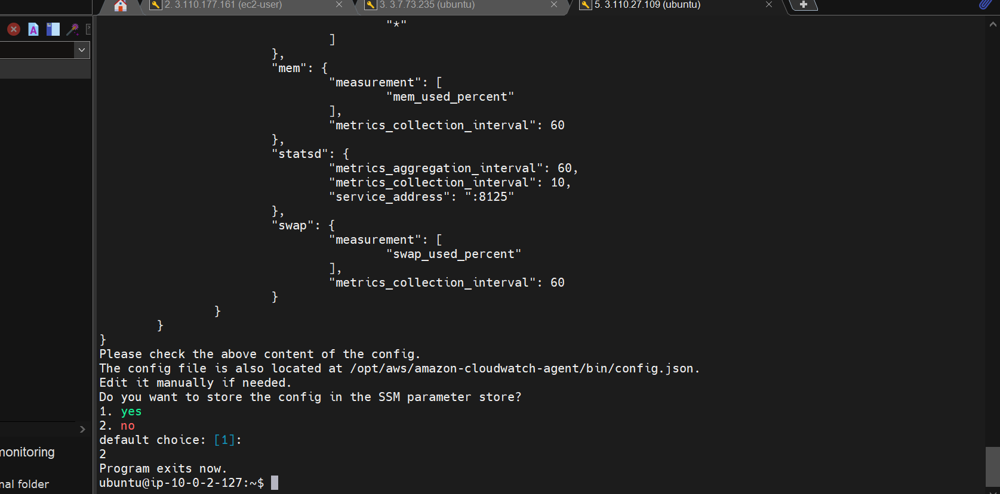 2. 3.110.177.161 (ec2-user)
3. 3.7.73.235 (ubuntu)
5. 3.110.27.109 (ubuntu)
"*"
]
},
"mem": {
"measurement": [
"mem_used_percent"
],
"metrics_collection_interval": 60
},
"statsd": {
"metrics_aggregation_interval": 60,
"metrics_collection_interval": 10,
"service_address": ":8125"
},
"swap": {
"measurement": [
"swap_used_percent"
],
"metrics_collection_interval": 60
}
}
}
}
Please check the above content of the config.
The config file is also located at /opt/aws/amazon-cloudwatch-agent/bin/config.json.
Edit it manually if needed.
Do you want to store the config in the SSM parameter store?
1. yes
2. no
default choice: [1]:
2
Program exits now.
ubuntu@ip-10-0-2-127:~$
monitoring
nal folder